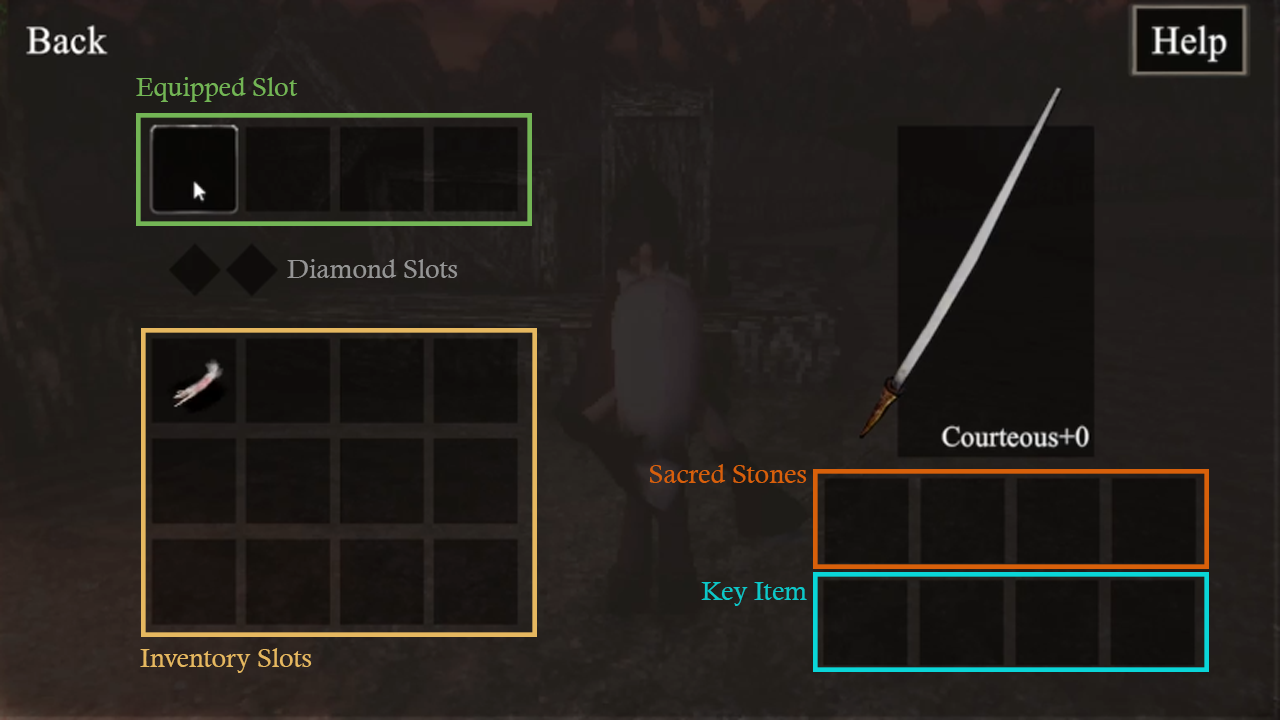 Back
Help
Equipped Slot
Diamond Slots
Courteous+0
Sacred Stones
Key Item
Inventory Slots